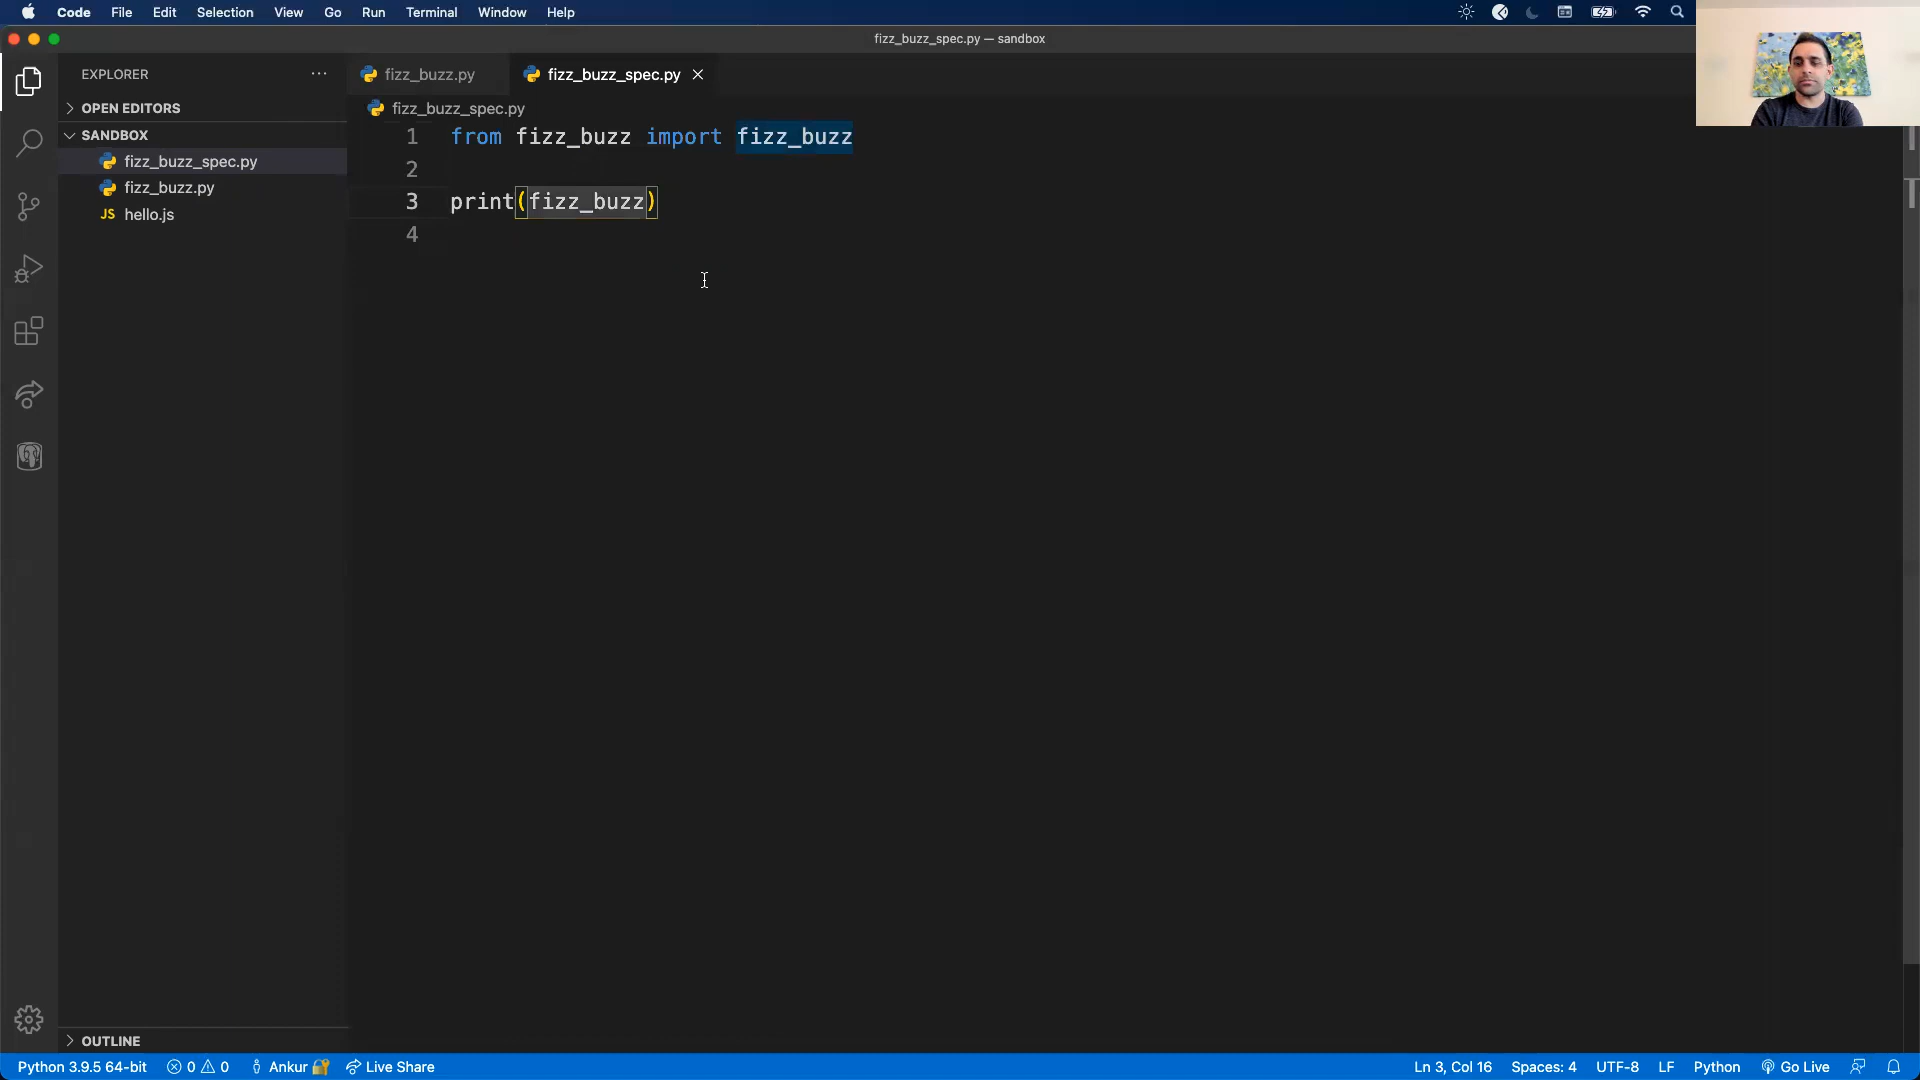 Code File Edit Selection View Go Run Terminal Window Help
fizz_buzz_spec.py — sandbox
EXPLORER
fizz_buzz.py
fizz_buzz_spec.py
OPEN EDITORS
fizz_buzz_spec.py
SANDBOX
1 from fizz_buzz import fizz_buzz
fizz_buzz_spec.py
2
fizz_buzz.py
3 print(fizz_buzz)
JS hello.js
4
OUTLINE
Python 3.9.5 64-bit 0 0 Ankur Live Share Ln 3, Col 16 Spaces: 4 UTF-8 LF Python Go Live